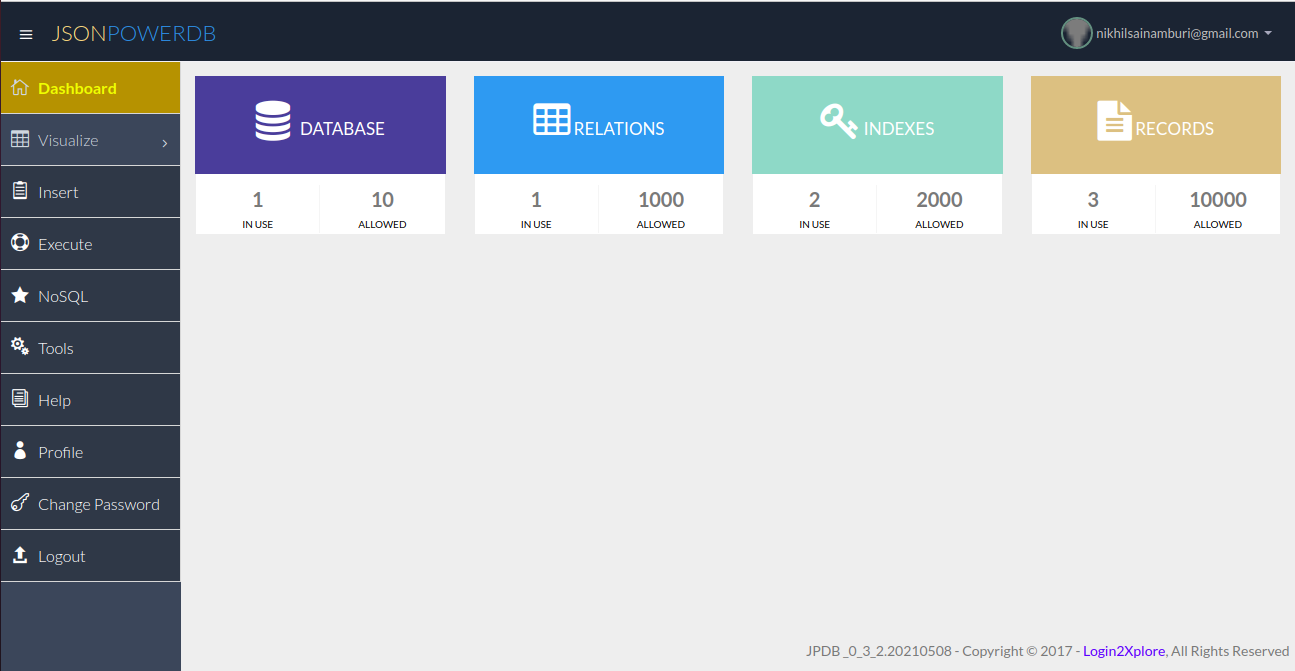 JSONPOWERDB
nikhilsainamburi@gmail.com
Dashboard
Visualize
Insert
Execute
NoSQL
Tools
Help
Profile
Change Password
Logout
DATABASE
1 10
IN USE ALLOWED
RELATIONS
1 1000
IN USE ALLOWED
INDEXES
2 2000
IN USE ALLOWED
RECORDS
3 10000
IN USE ALLOWED
JPDB _0_3_2.20210508 - Copyright © 2017 - Login2Xplore, All Rights Reserved